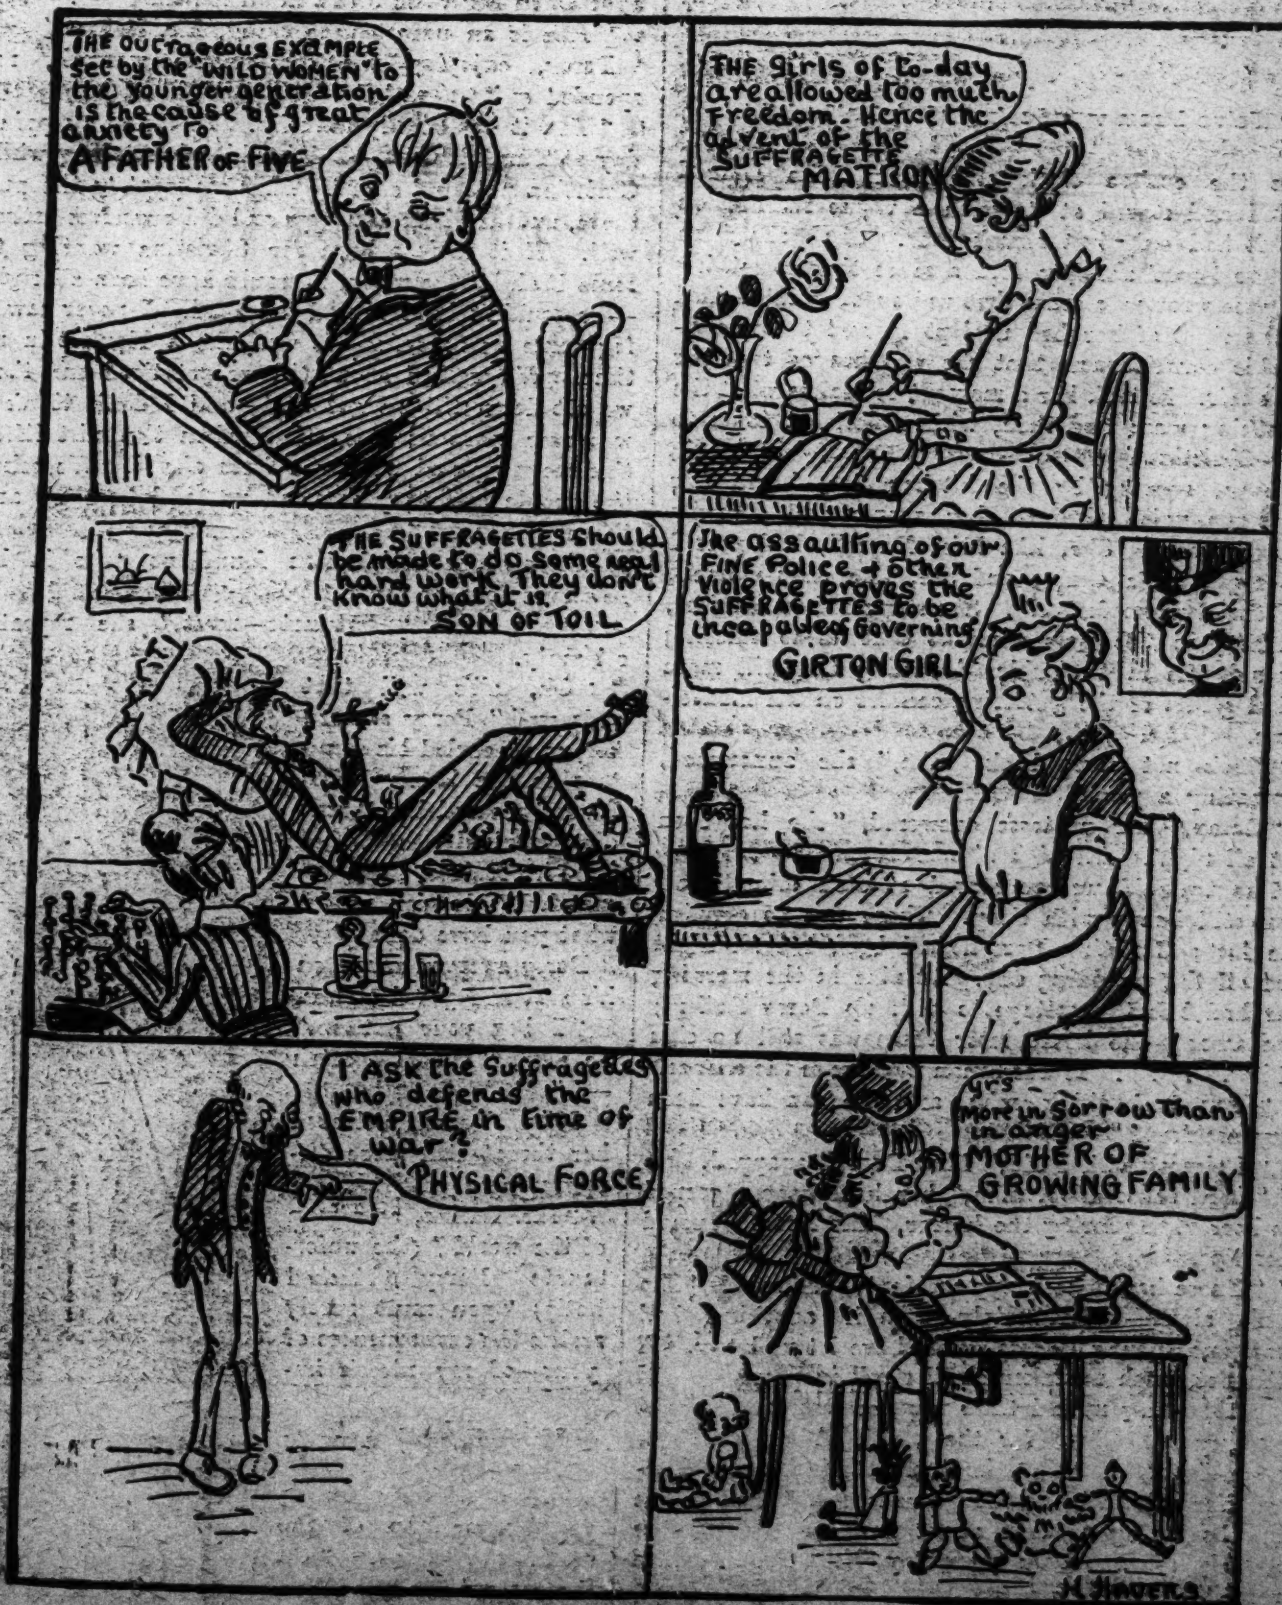 THE outrageous EXAMPLE
set by the "WILD WOMEN" to
the younger generation
is the cause of great
anxiety to
A FATHER OF FIVE
THE girls of to-day
are allowed too much
Freedom. Hence the
advent of the
SUFFRAGETTE
MATRON
THE SUFFRAGETTES should
be made to do some real
hard work. They don't
know what it is
SON OF TOIL
The assaulting of our
FINE Police & other
violence proves the
SUFFRAGETTES to be
incapable of Governing
GIRTON GIRL
I ASK the Suffragettes
who defends the
EMPIRE in time of
war?
"PHYSICAL FORCE"
yrs
More in sorrow than
in anger
MOTHER OF
GROWING FAMILY